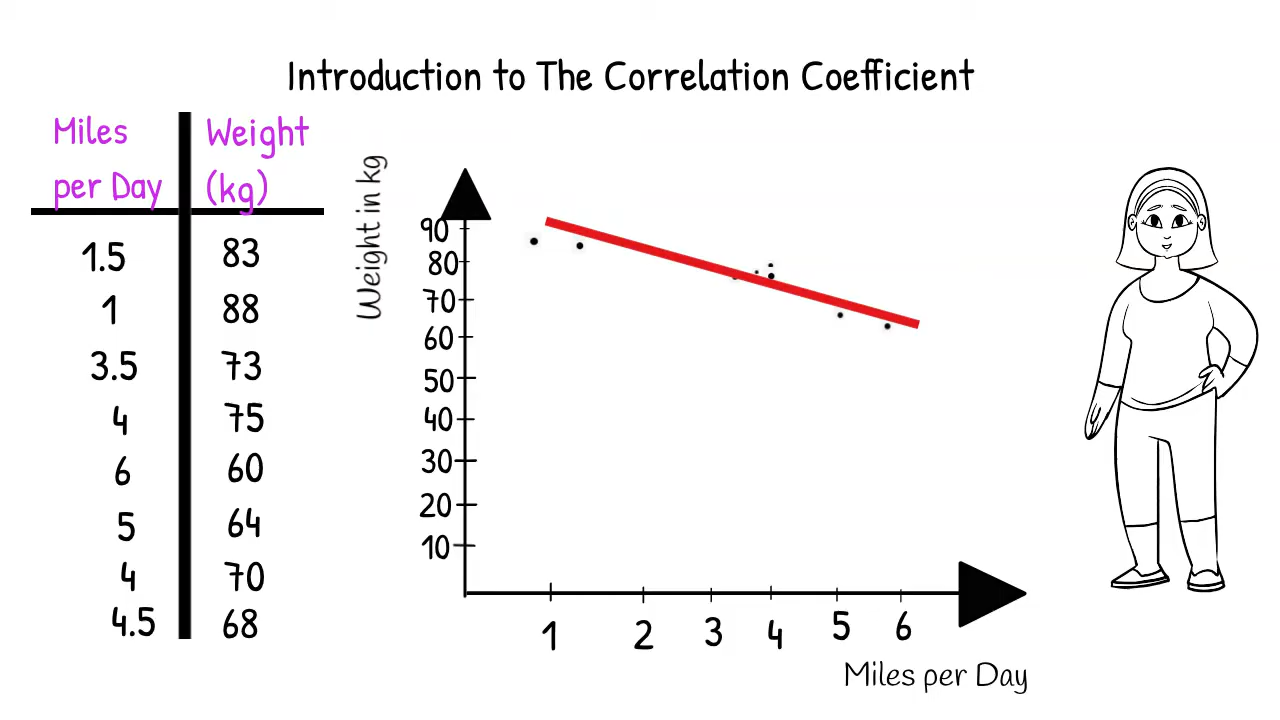 Introduction to The Correlation Coefficient
Miles per Day
Weight (kg)
1.5 83
1 88
3.5 73
4 75
6 60
5 64
4 70
4.5 68
Weight in kg
90
80
70
60
50
40
30
20
10
1 2 3 4 5 6
Miles per Day